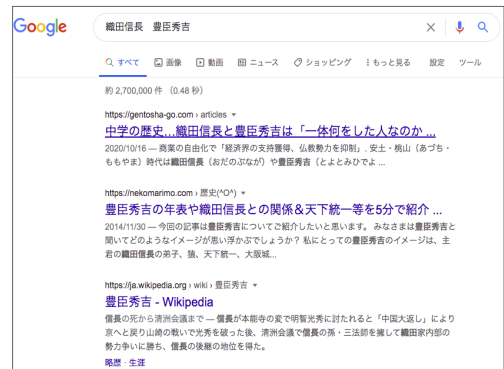 Google
織田信長　豊臣秀吉
すべて 画像 動画 ニュース ショッピング もっと見る 設定 ツール
約 2,700,000 件 （0.48 秒）
https://gentosha-go.com › articles
中学の歴史…織田信長と豊臣秀吉は「一体何をした人なのか ...
2020/10/16 — 商業の自由化で「経済界の支持獲得、仏教勢力を抑制」. 安土・桃山（あづち・
ももやま）時代は織田信長（おだのぶなが）や豊臣秀吉（とよとみひでよ ...
https://nekomarimo.com › 歴史(^O^)
豊臣秀吉の年表や織田信長との関係＆天下統一等を5分で紹介 ...
2014/11/30 — 今回の記事は豊臣秀吉についてご紹介したいと思います。 みなさまは豊臣秀吉と
聞いてどのようなイメージが思い浮かぶでしょうか？ 私にとっての豊臣秀吉のイメージは、主
君の織田信長の弟子、猿、天下統一、大阪城...
https://ja.wikipedia.org › wiki › 豊臣秀吉
豊臣秀吉 - Wikipedia
信長の死から清洲会議まで — 信長が本能寺の変で明智光秀に討たれると「中国大返し」により
京へと戻り山崎の戦いで光秀を破った後、清洲会議で信長の孫・三法師を擁して織田家内部の
勢力争いに勝ち、信長の後継の地位を得た。
略歴 · 生涯